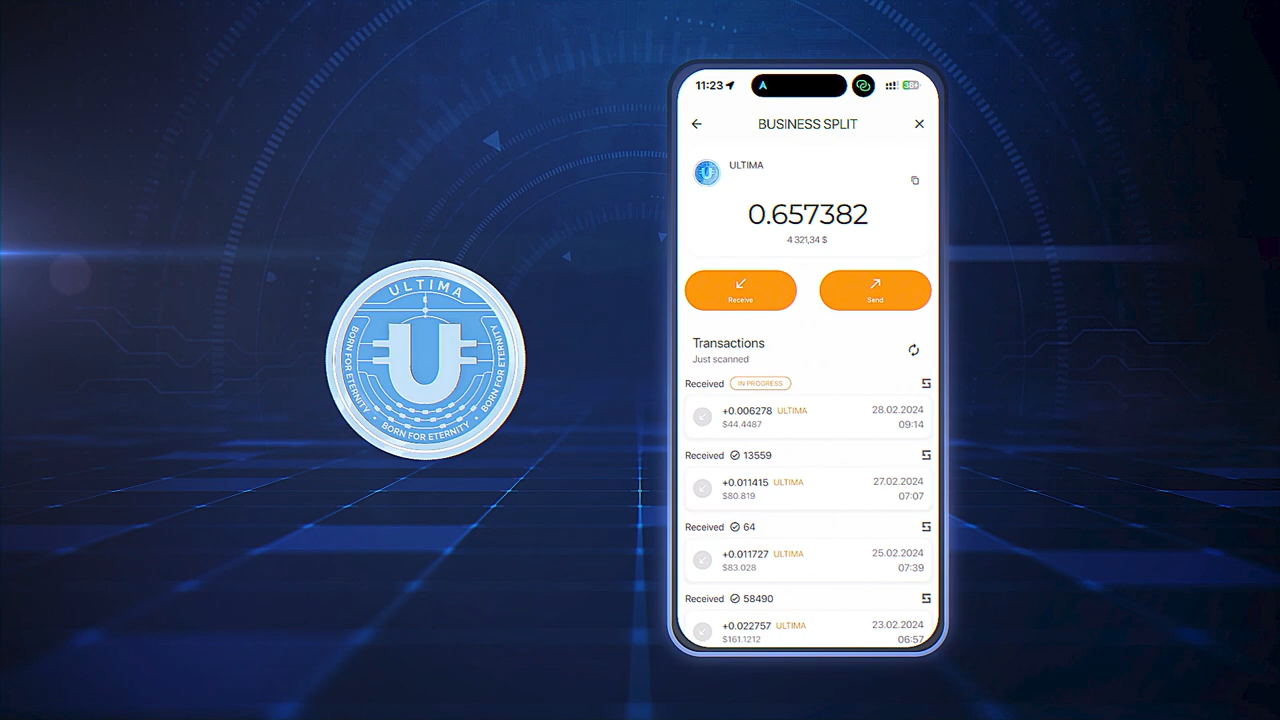 ULTIMA
BORN FOR ETERNITY
BORN FOR ETERNITY
BORN FOR ETERNITY
11:23
BUSINESS SPLIT
ULTIMA
0.657382
4 321,34 $
Receive
Send
Transactions
Just scanned
Received IN PROGRESS
+0.006278 ULTIMA 28.02.2024
$44.4487 09:14
Received 13559
+0.011415 ULTIMA 27.02.2024
$80.819 07:07
Received 64
+0.011727 ULTIMA 25.02.2024
$83.028 07:39
Received 58490
+0.022757 ULTIMA 23.02.2024
$161.1212 06:57